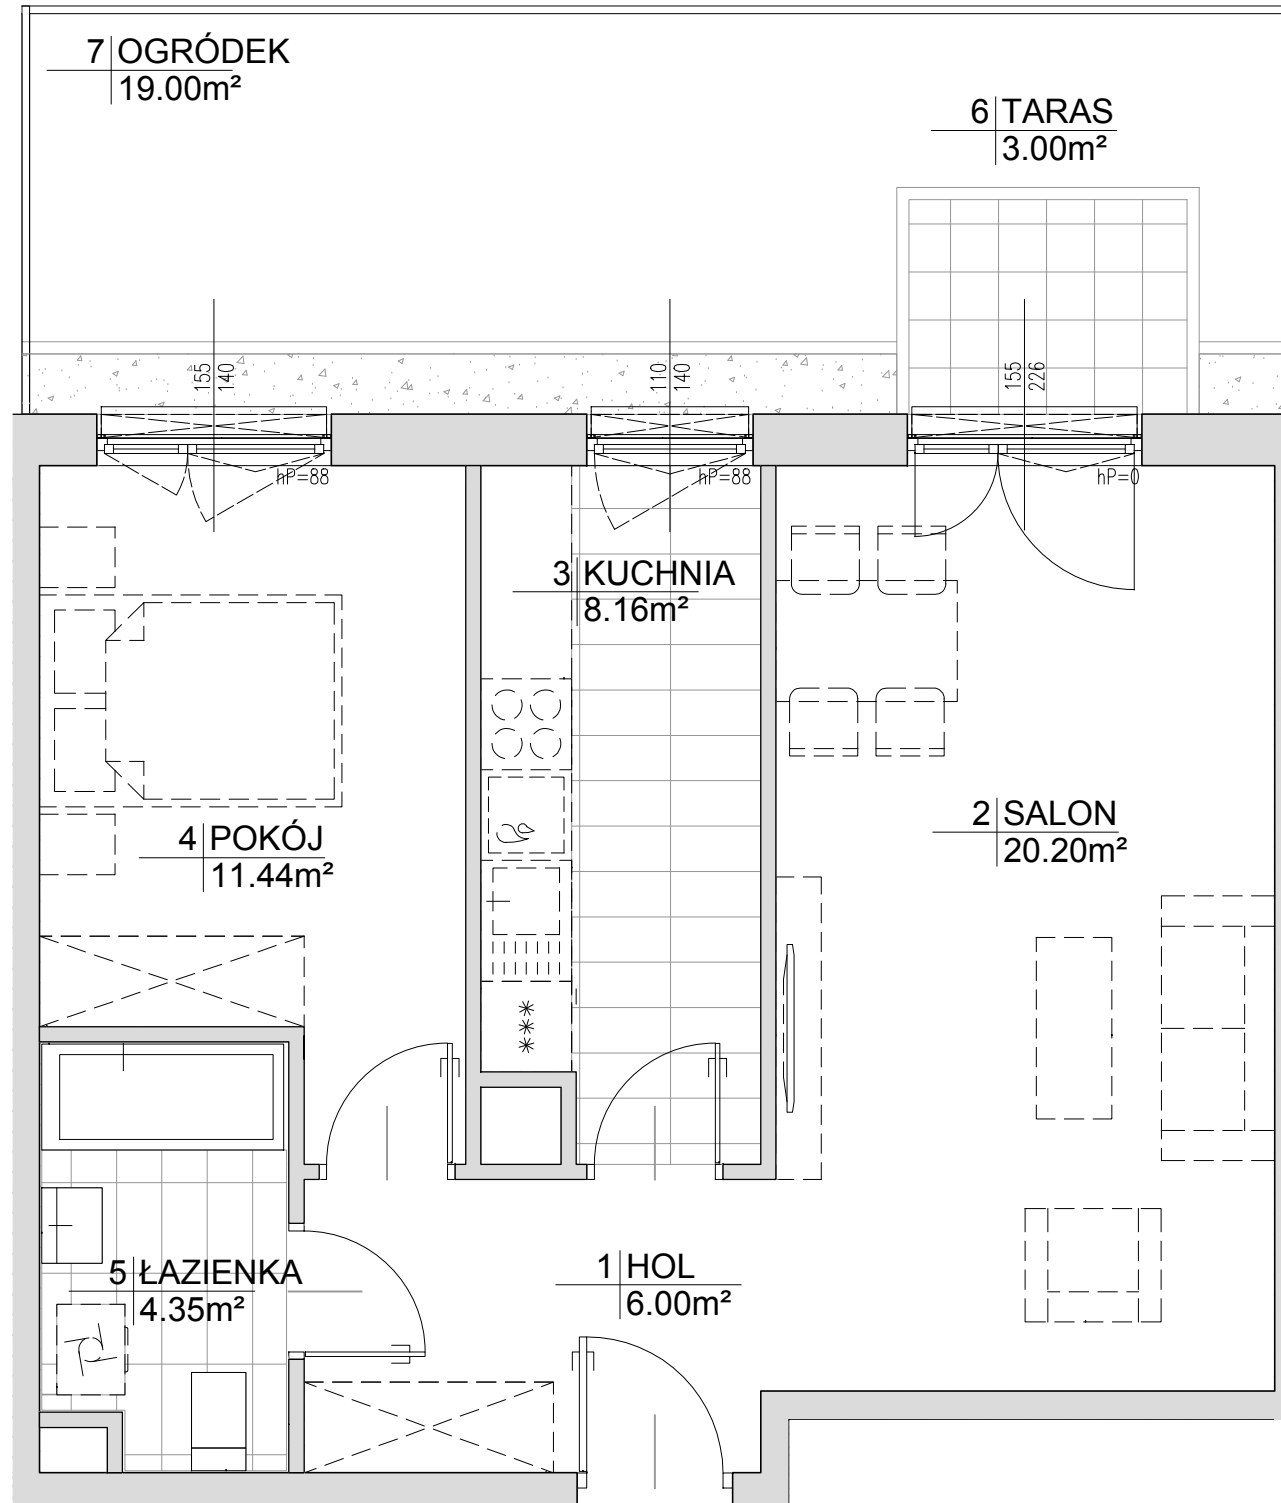 7 OGRÓDEK
19.00m²
6 TARAS
3.00m²
155
140
110
140
155
226
hP=88
hP=88
hP=0
3 KUCHNIA
8.16m²
2 SALON
20.20m²
4 POKÓJ
11.44m²
1 HOL
6.00m²
5 ŁAZIENKA
4.35m²